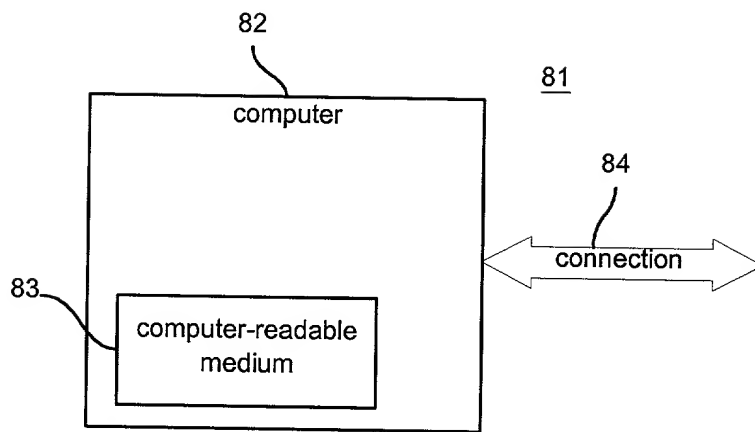 82
81
computer
84
connection
83
computer-readable
medium